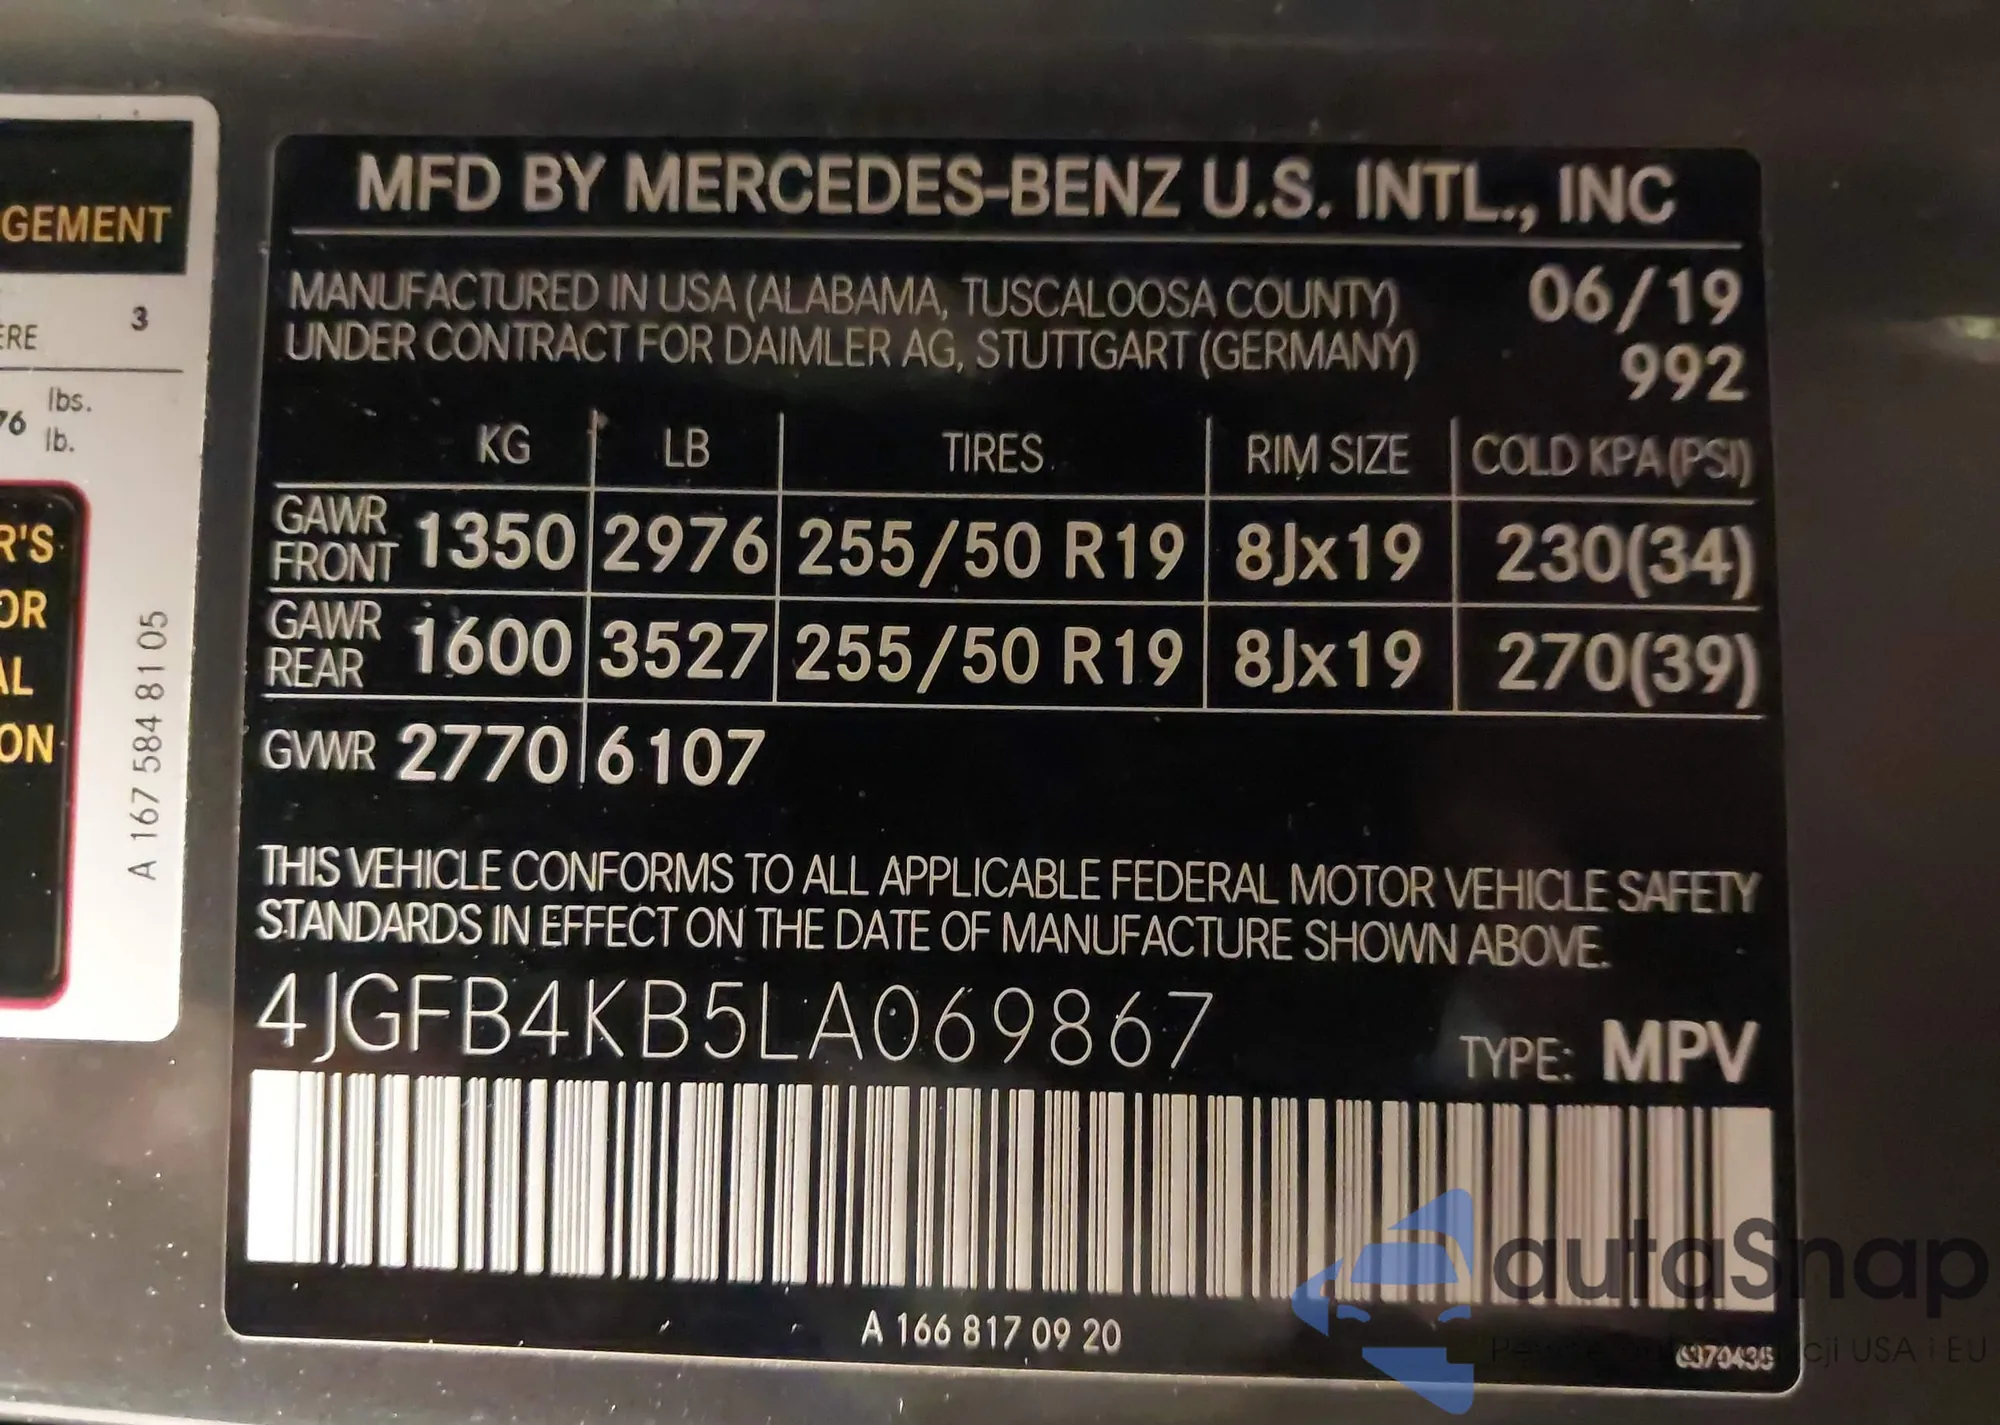 GEMENT
ERE 3
76 lbs.
lb.
R'S
OR
AL
ON
A 167 584 81 05
MFD BY MERCEDES-BENZ U.S. INTL., INC
MANUFACTURED IN USA (ALABAMA, TUSCALOOSA COUNTY) 06/19
UNDER CONTRACT FOR DAIMLER AG, STUTTGART (GERMANY) 992
KG LB TIRES RIM SIZE COLD KPA (PSI)
GAWR FRONT 1350 2976 255/50 R19 8Jx19 230(34)
GAWR REAR 1600 3527 255/50 R19 8Jx19 270(39)
GVWR 2770 6107
THIS VEHICLE CONFORMS TO ALL APPLICABLE FEDERAL MOTOR VEHICLE SAFETY
STANDARDS IN EFFECT ON THE DATE OF MANUFACTURE SHOWN ABOVE.
4JGFB4KB5LA069867 TYPE: MPV
A 166 817 09 20
autaSnap
USA i EU